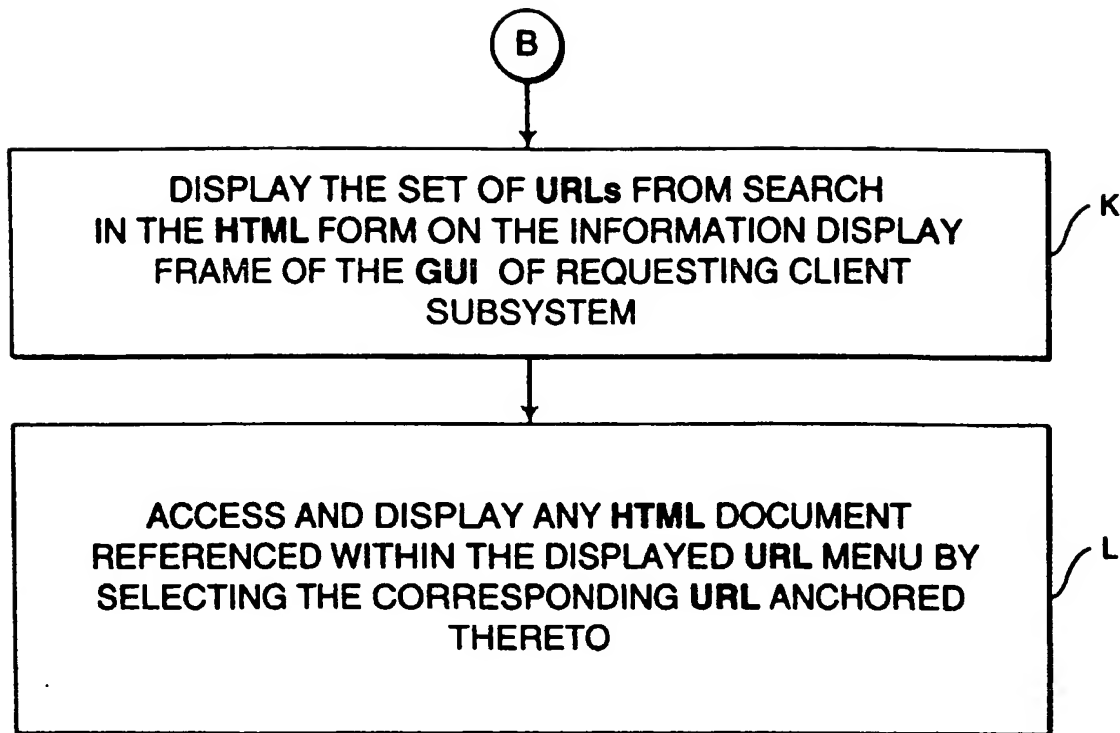 B
DISPLAY THE SET OF URLs FROM SEARCH
IN THE HTML FORM ON THE INFORMATION DISPLAY
FRAME OF THE GUI OF REQUESTING CLIENT
SUBSYSTEM
K
ACCESS AND DISPLAY ANY HTML DOCUMENT
REFERENCED WITHIN THE DISPLAYED URL MENU BY
SELECTING THE CORRESPONDING URL ANCHORED
THERETO
L